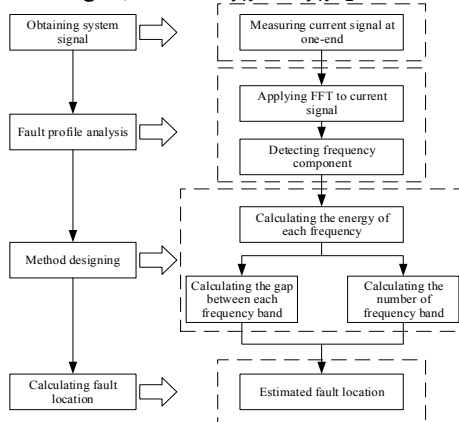 Obtaining system
signal
Measuring current signal at
one-end
Applying FFT to current
signal
Fault profile analysis
Detecting frequency
component
Calculating the energy of
each frequency
Method designing
Calculating the gap
between each
frequency band
Calculating the
number of
frequency band
Calculating fault
location
Estimated fault location